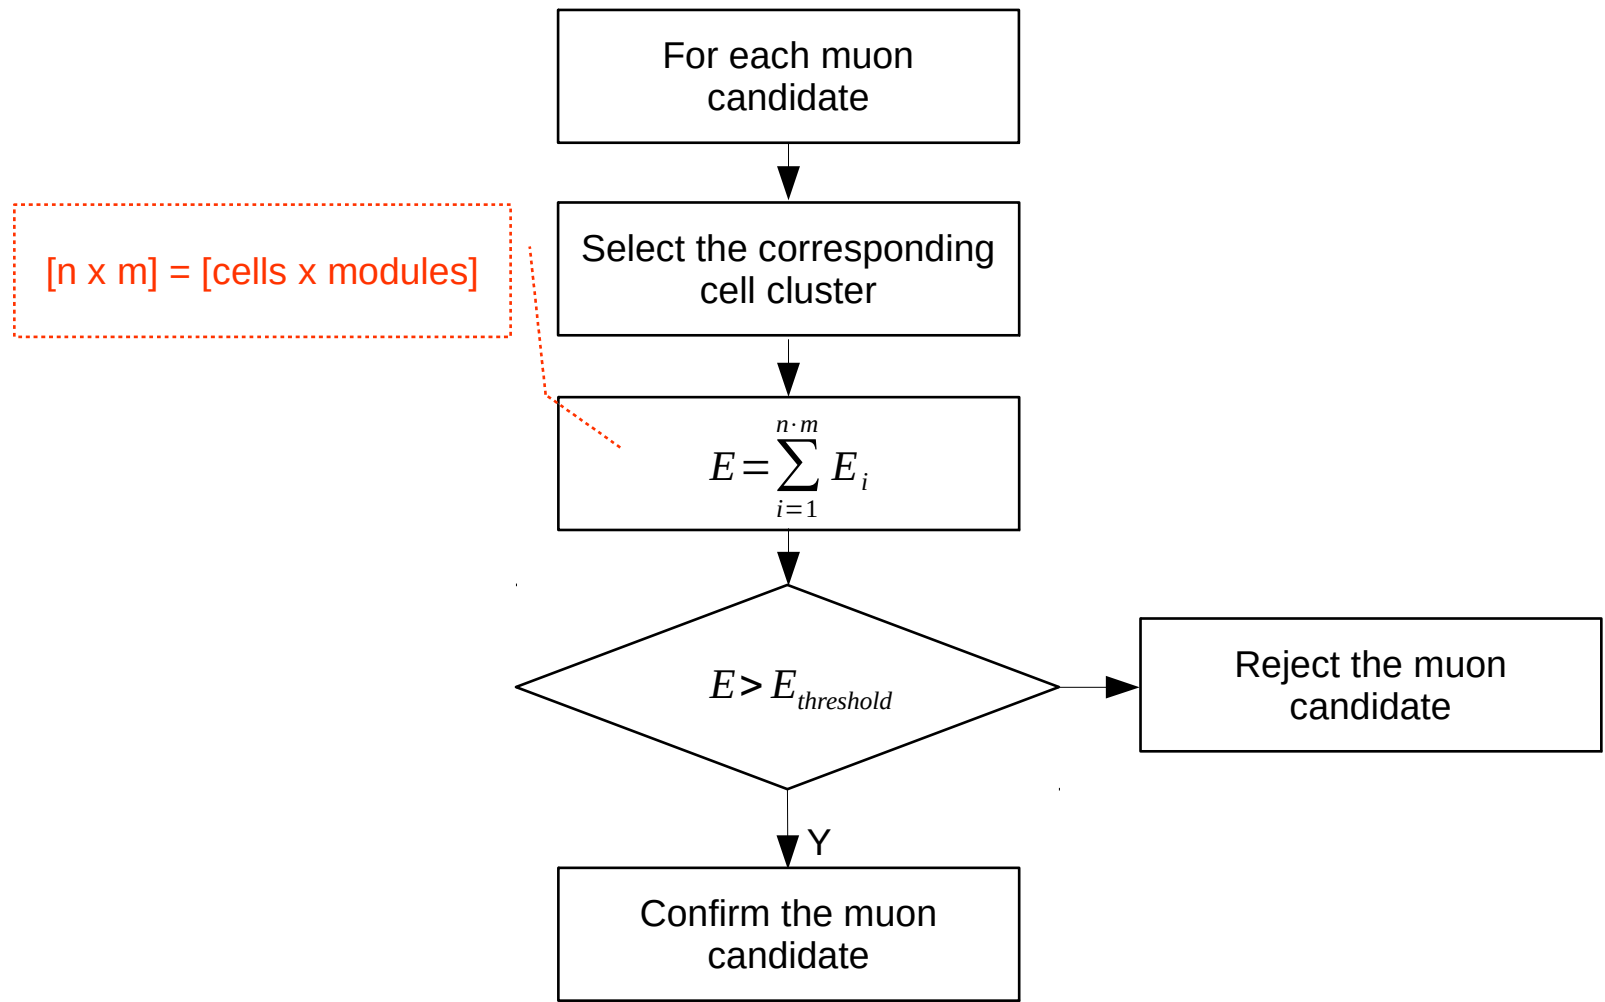 For each muon
candidate
Select the corresponding
cell cluster
[n x m] = [cells x modules]
n·m
E=∑ E_i
i=1
E > E_threshold
Reject the muon
candidate
Y
Confirm the muon
candidate